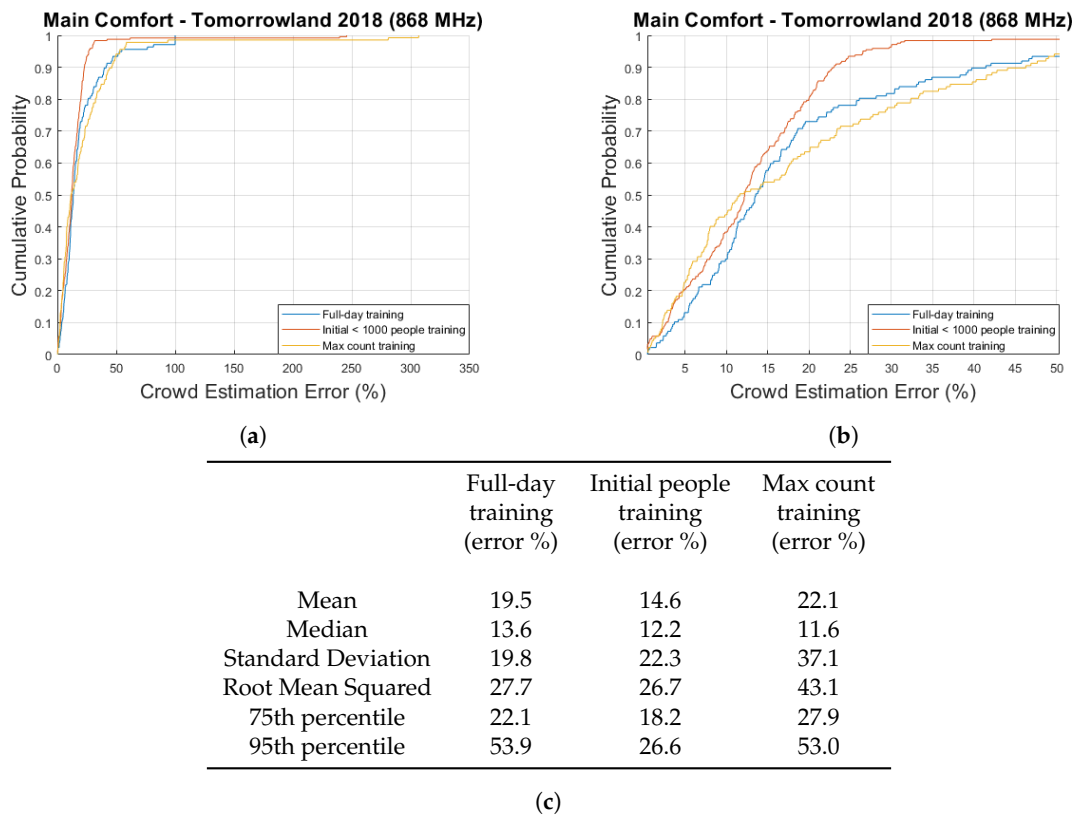 Main Comfort - Tomorrowland 2018 (868 MHz)
Cumulative Probability
1
0.9
0.8
0.7
0.6
0.5
0.4
0.3
0.2
0.1
0
0 50 100 150 200 250 300 350
Crowd Estimation Error (%)
Full-day training
Initial < 1000 people training
Max count training
(a)
Main Comfort - Tomorrowland 2018 (868 MHz)
Cumulative Probability
1
0.9
0.8
0.7
0.6
0.5
0.4
0.3
0.2
0.1
0
5 10 15 20 25 30 35 40 45 50
Crowd Estimation Error (%)
Full-day training
Initial < 1000 people training
Max count training
(b)
Full-day Initial people Max count
training training training
(error %) (error %) (error %)
Mean 19.5 14.6 22.1
Median 13.6 12.2 11.6
Standard Deviation 19.8 22.3 37.1
Root Mean Squared 27.7 26.7 43.1
75th percentile 22.1 18.2 27.9
95th percentile 53.9 26.6 53.0
(c)